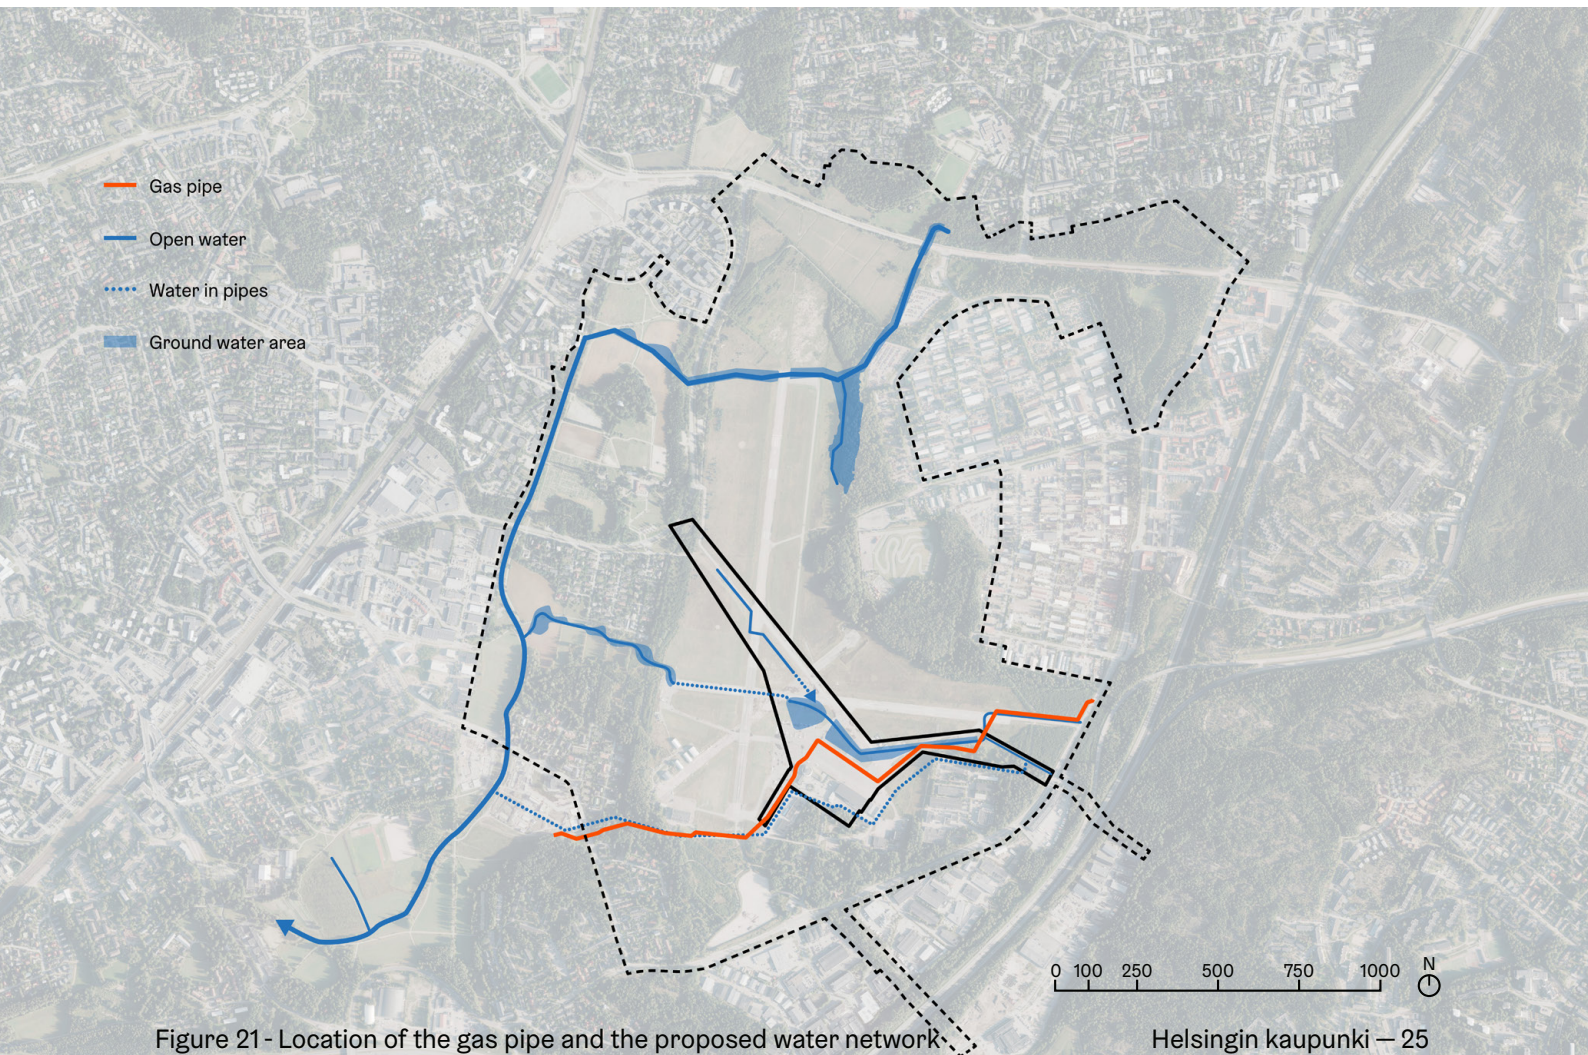 Gas pipe
Open water
Water in pipes
Ground water area
0 100 250 500 750 1000 N
Figure 21 - Location of the gas pipe and the proposed water network
Helsingin kaupunki — 25